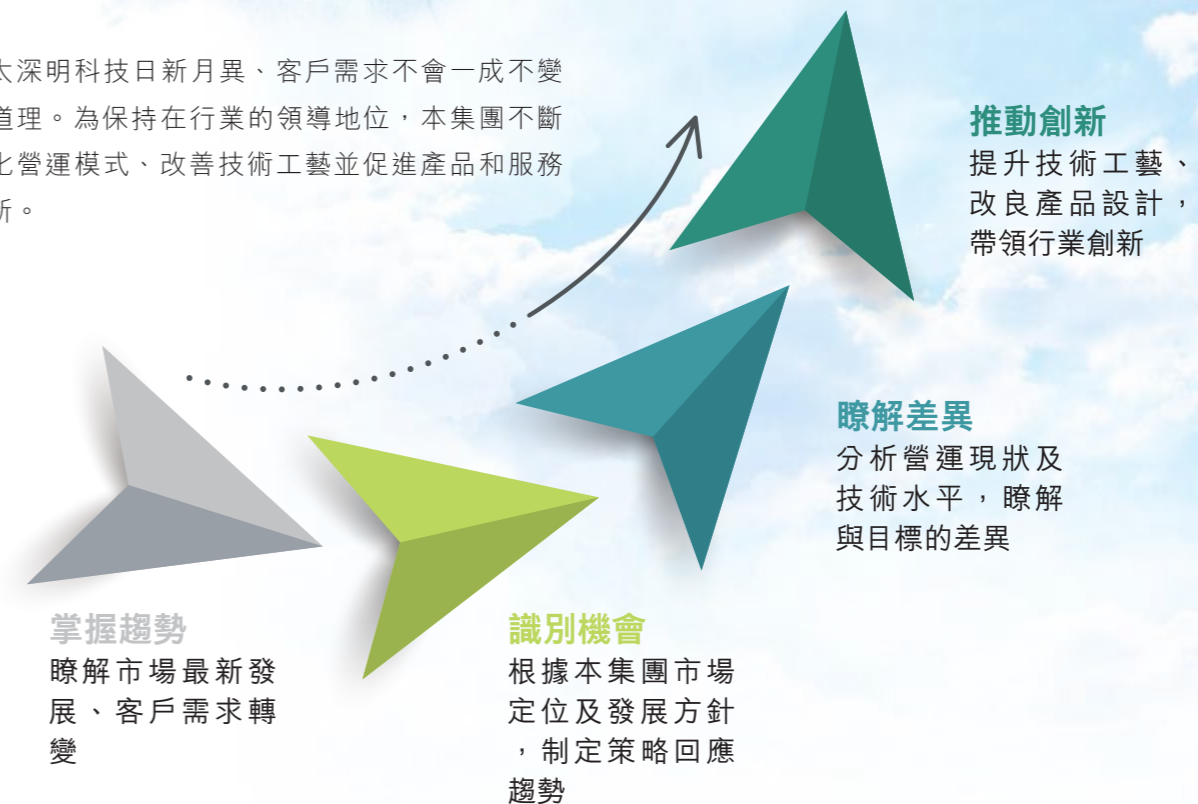 太深明科技日新月異、客戶需求不會一成不變
道理。為保持在行業的領導地位，本集團不斷
化營運模式、改善技術工藝並促進產品和服務
新。
推動創新
提升技術工藝、
改良產品設計，
帶領行業創新
瞭解差異
分析營運現狀及
技術水平，瞭解
與目標的差異
掌握趨勢
瞭解市場最新發
展、客戶需求轉
變
識別機會
根據本集團市場
定位及發展方針
，制定策略回應
趨勢